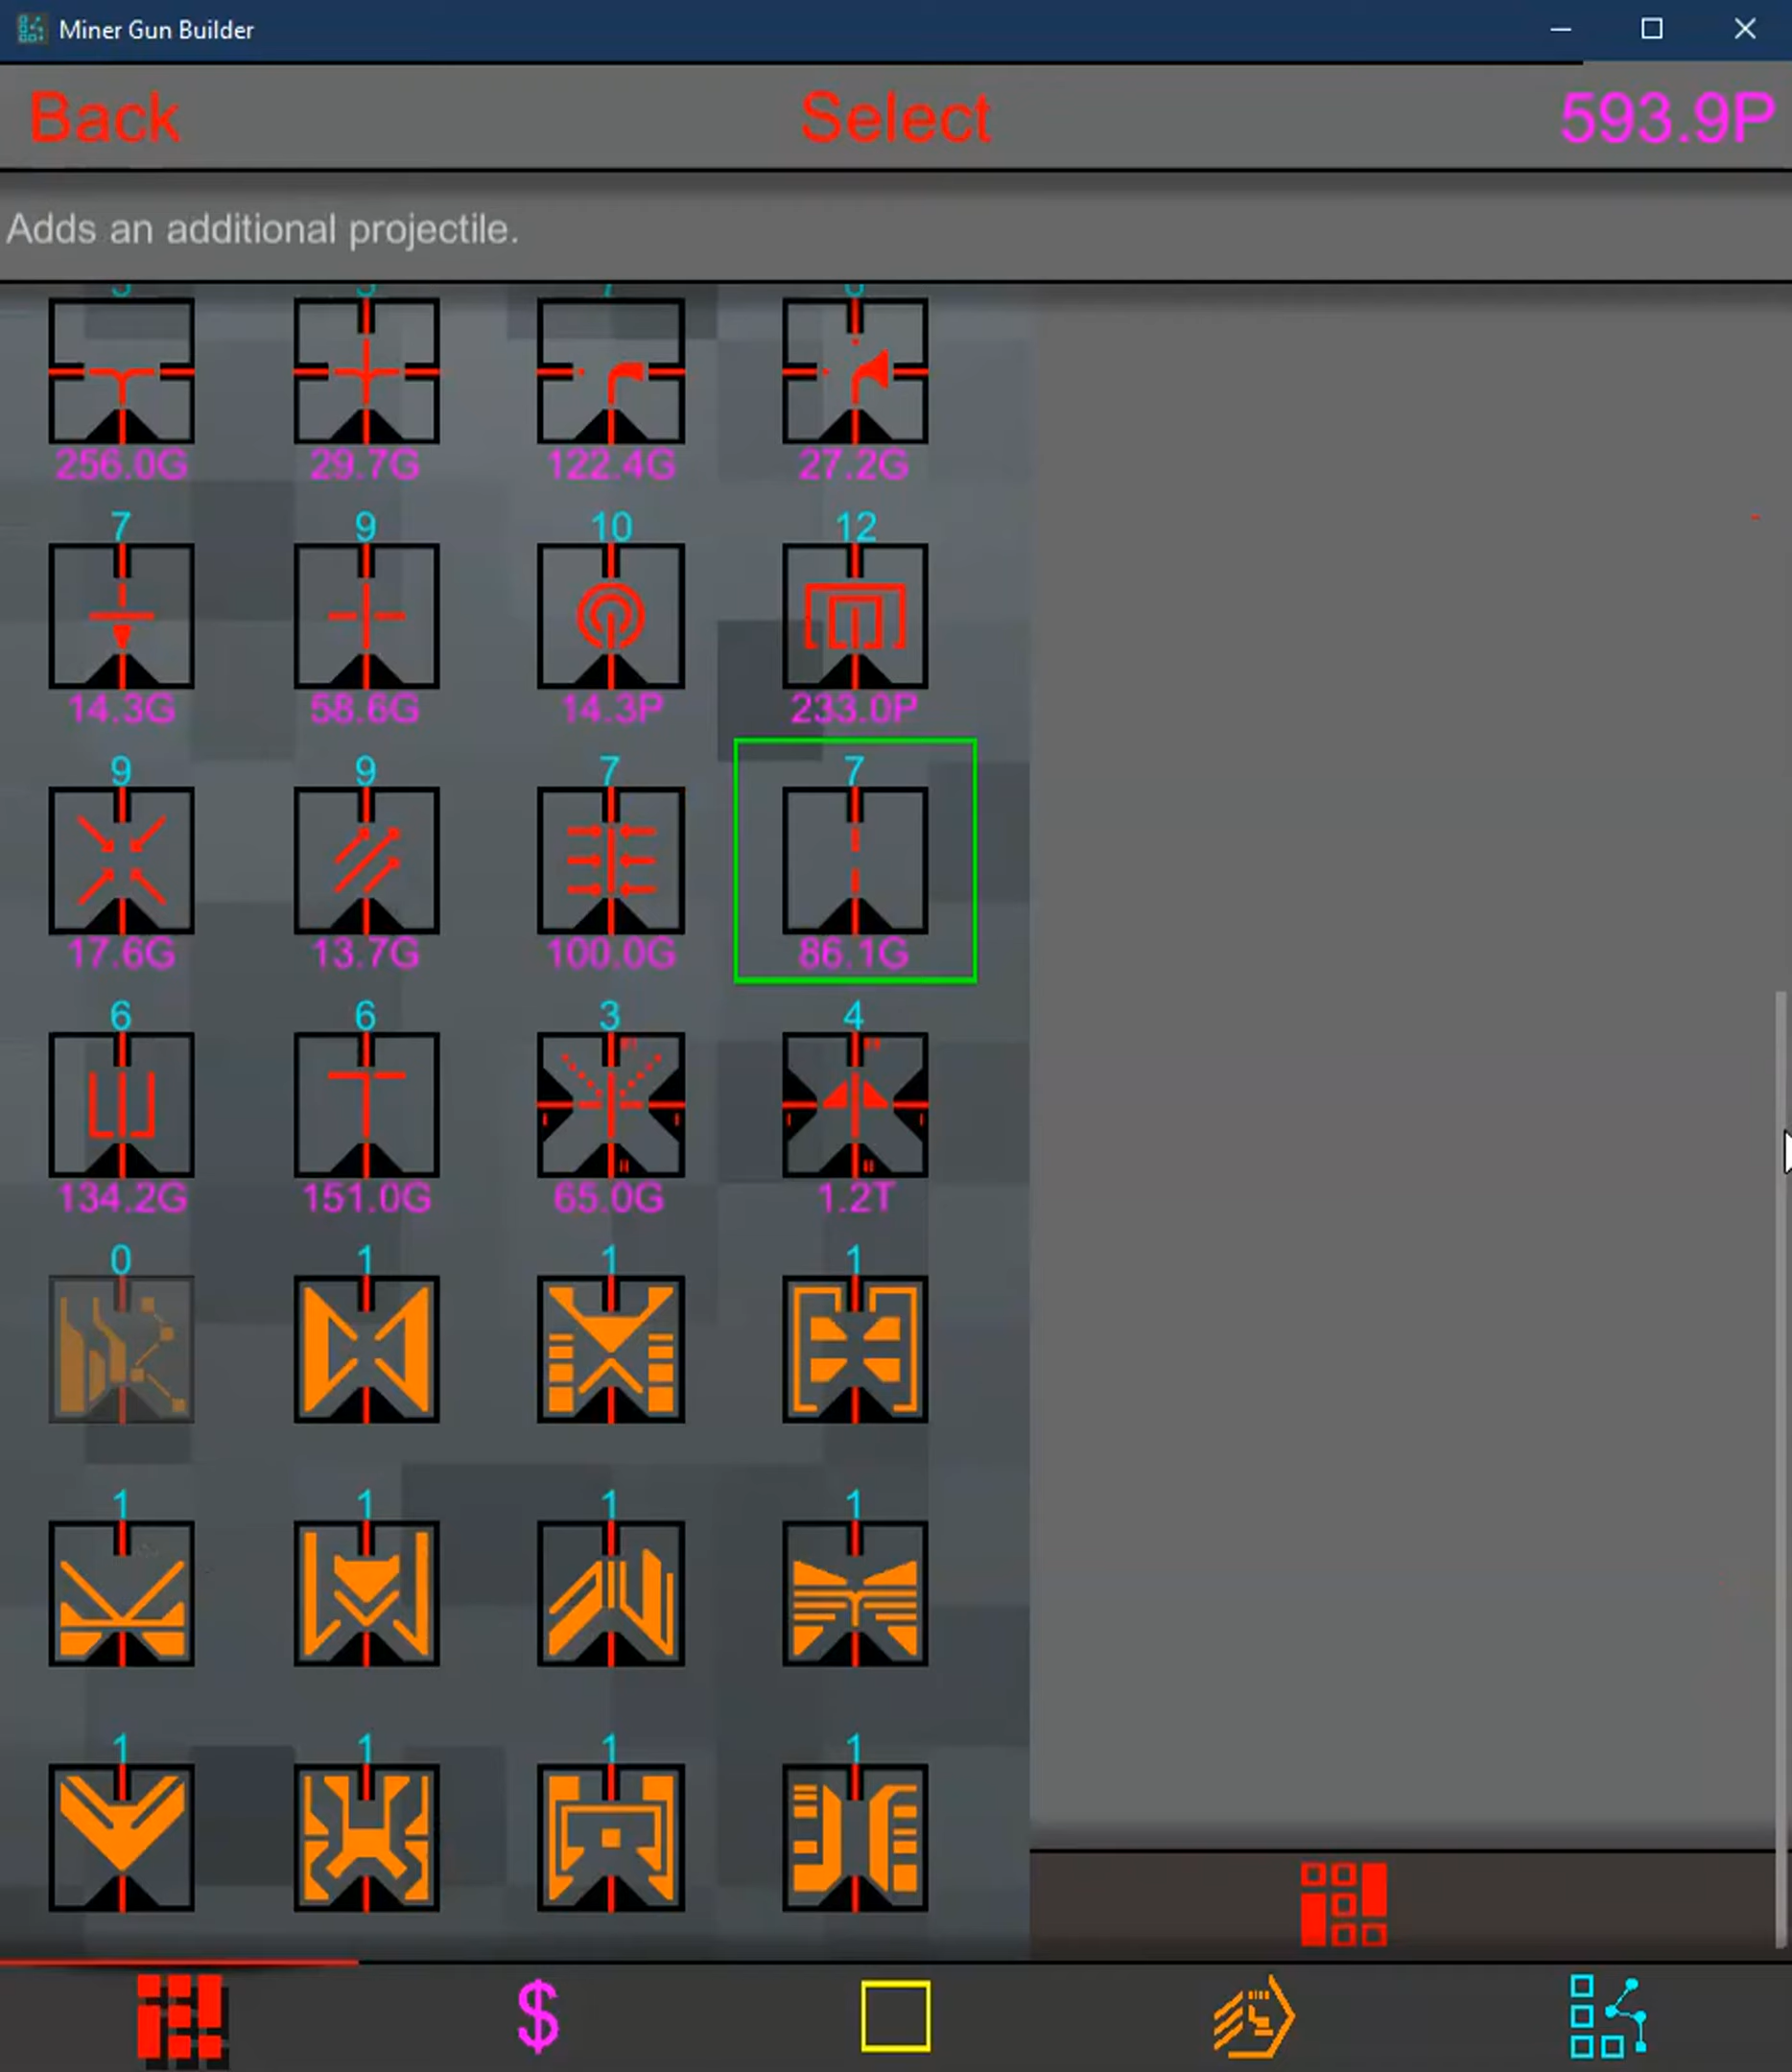 Miner Gun Builder
Back Select 593.9P
Adds an additional projectile.
256.0G 29.7G 122.4G 27.2G
7 9 10 12
14.3G 58.6G 14.3P 233.0P
9 9 7 7
17.6G 13.7G 100.0G 86.1G
6 6 3 4
134.2G 151.0G 65.0G 1.2T
0 1 1 1
1 1 1 1
1 1 1 1
$